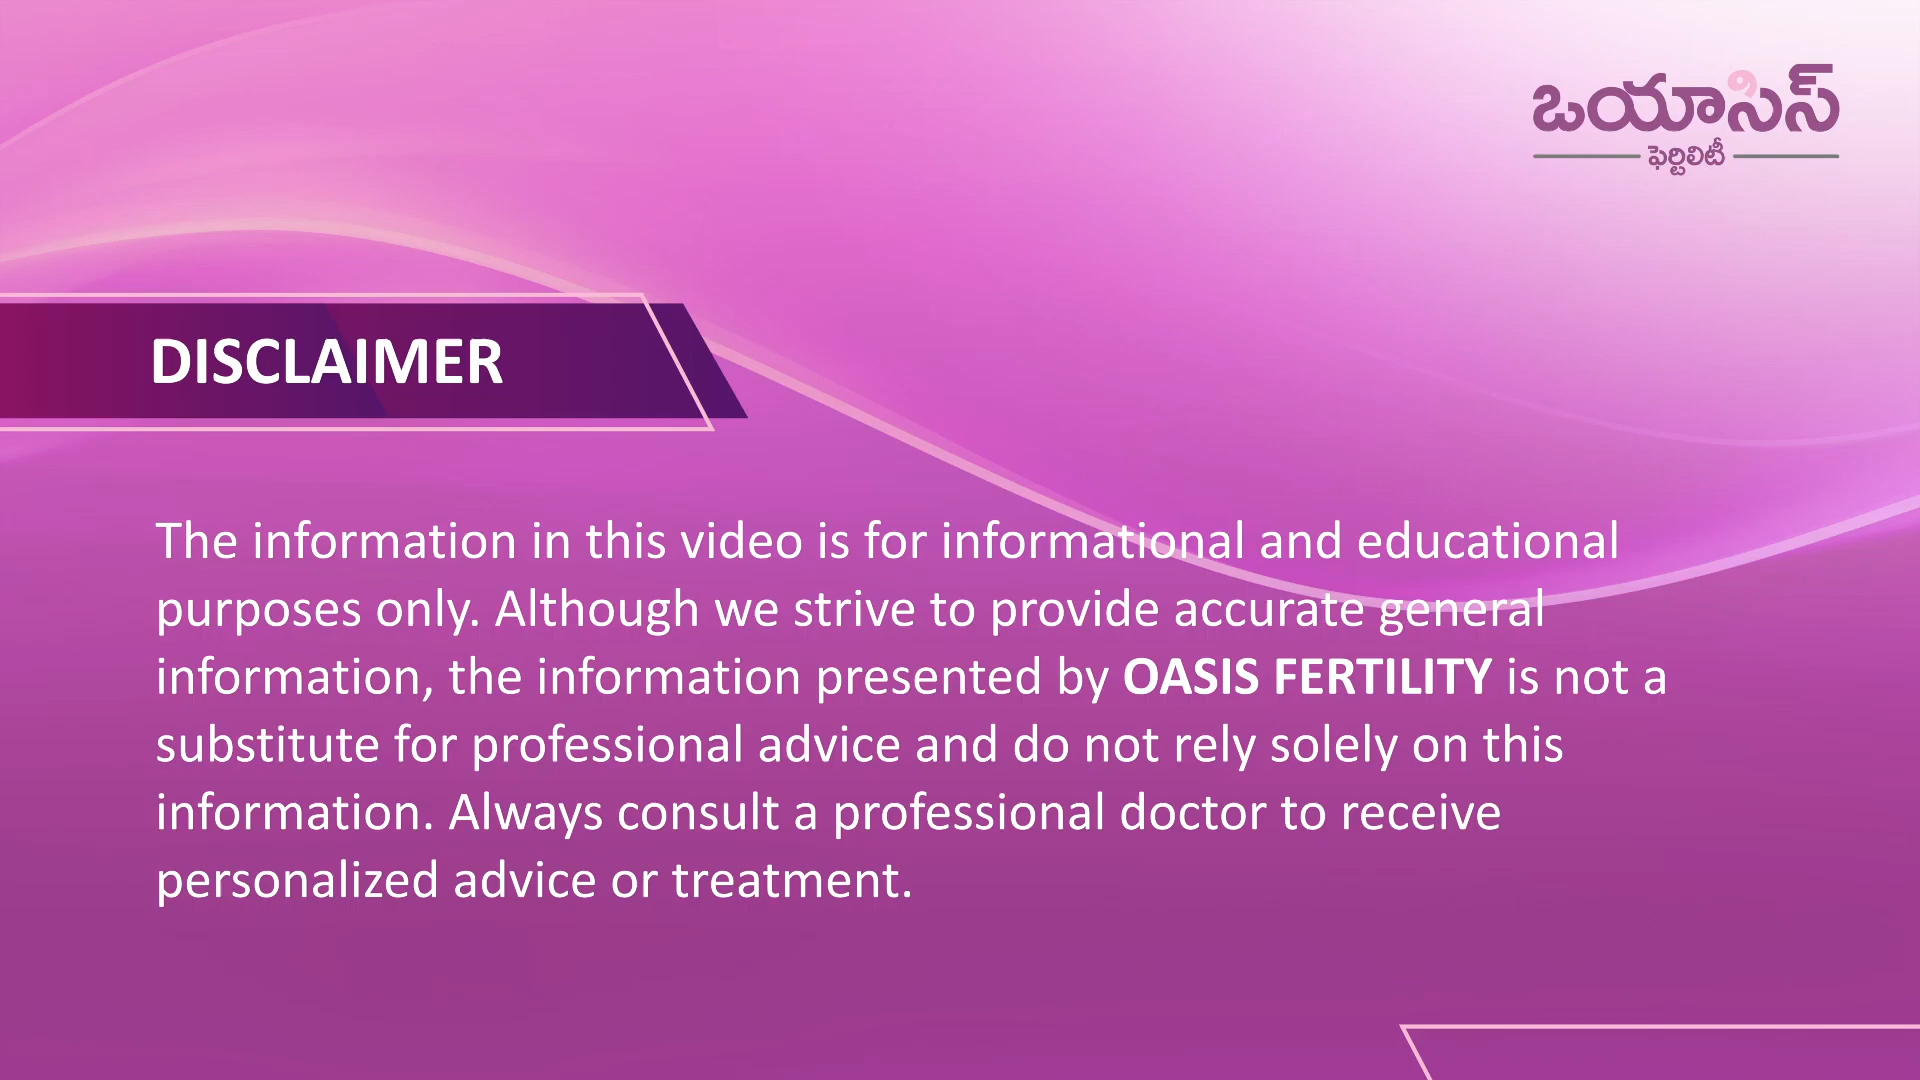 ఒయాసిస్
ఫెర్టిలిటీ
DISCLAIMER
The information in this video is for informational and educational
purposes only. Although we strive to provide accurate general
information, the information presented by OASIS FERTILITY is not a
substitute for professional advice and do not rely solely on this
information. Always consult a professional doctor to receive
personalized advice or treatment.